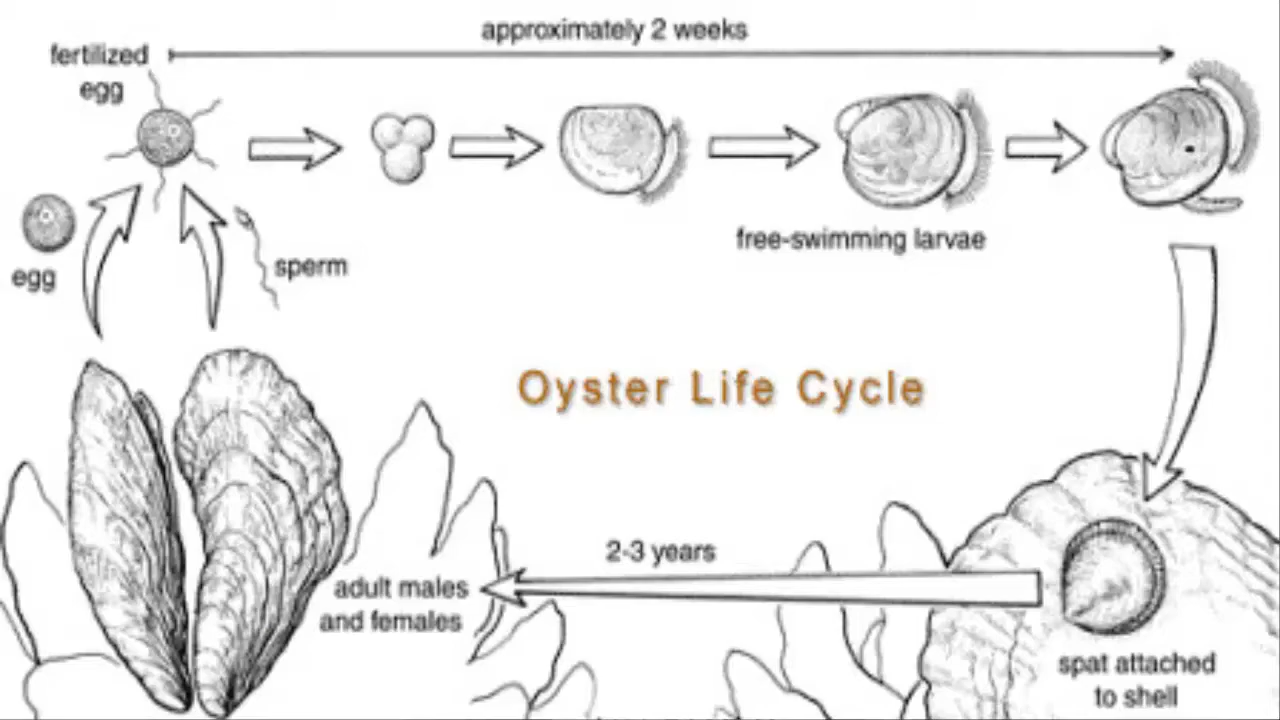 approximately 2 weeks
fertilized
egg
egg
sperm
free-swimming larvae
Oyster Life Cycle
2-3 years
adult males
and females
spat attached
to shell